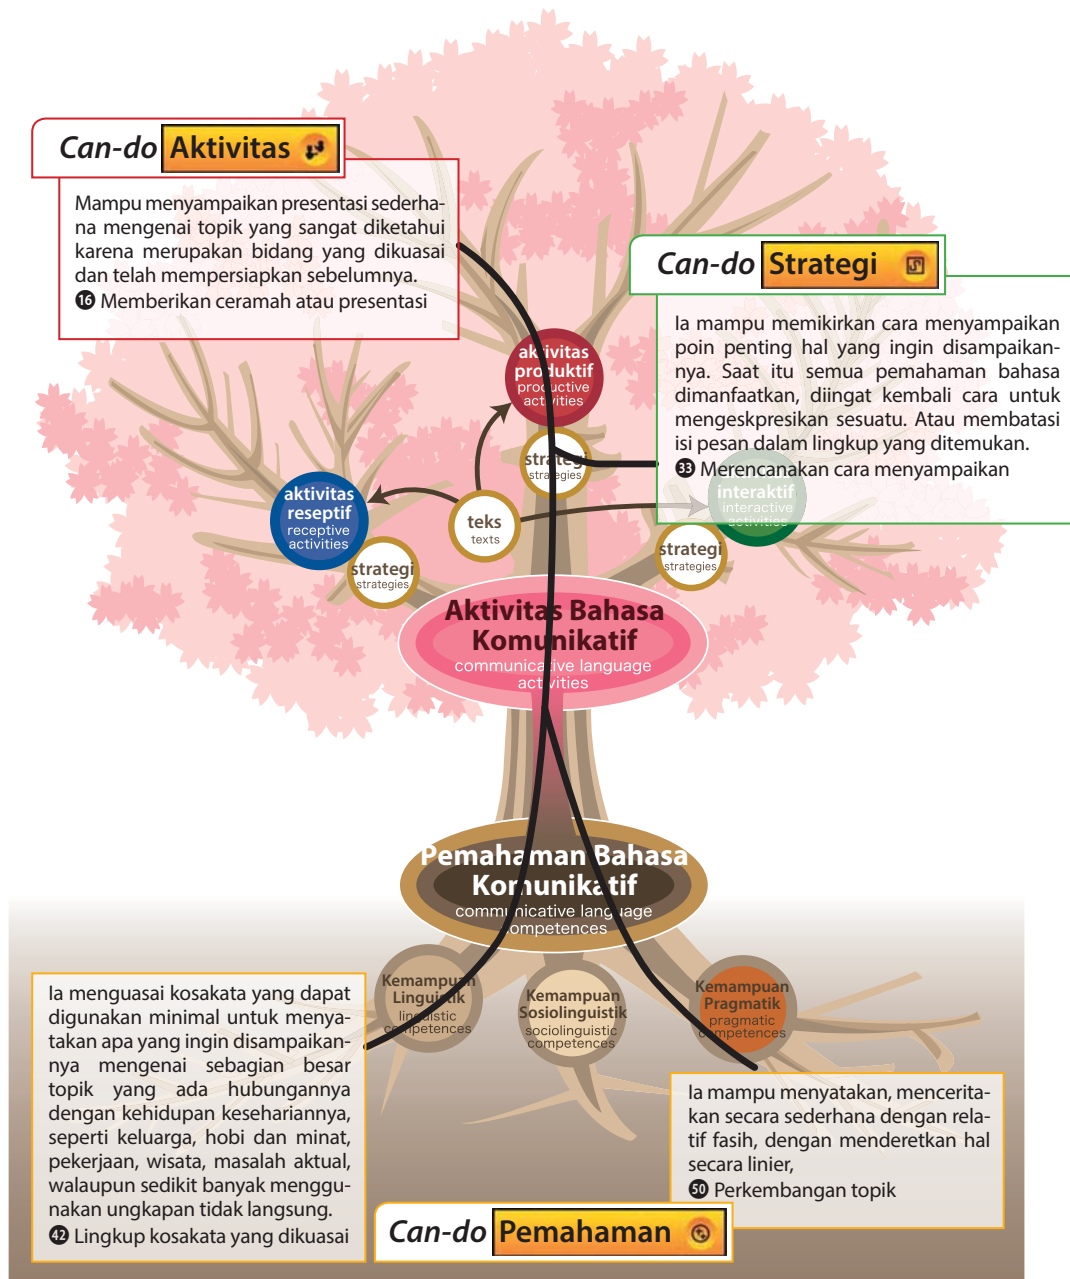 Can-do Aktivitas
Mampu menyampaikan presentasi sederha-
na mengenai topik yang sangat diketahui
karena merupakan bidang yang dikuasai
dan telah mempersiapkan sebelumnya.
16 Memberikan ceramah atau presentasi
Can-do Strategi
Ia mampu memikirkan cara menyampaikan
poin penting hal yang ingin disampaikan-
nya. Saat itu semua pemahaman bahasa
dimanfaatkan, diingat kembali cara untuk
mengeskpresikan sesuatu. Atau membatasi
isi pesan dalam lingkup yang ditemukan.
33 Merencanakan cara menyampaikan
aktivitas
produktif
productive
activities
strategi
strategies
aktivitas
reseptif
receptive
activities
strategi
strategies
teks
texts
interaktif
interactive
activities
strategi
strategies
Aktivitas Bahasa
Komunikatif
communicative language
activities
Pemahaman Bahasa
Komunikatif
communicative language
competences
Kemampuan
Linguistik
linguistic
competences
Kemampuan
Sosiolinguistik
sociolinguistic
competences
Kemampuan
Pragmatik
pragmatic
competences
Ia menguasai kosakata yang dapat
digunakan minimal untuk menya-
takan apa yang ingin disampaikan-
nya mengenai sebagian besar
topik yang ada hubungannya
dengan kehidupan kesehariannya,
seperti keluarga, hobi dan minat,
pekerjaan, wisata, masalah aktual,
walaupun sedikit banyak menggu-
nakan ungkapan tidak langsung.
42 Lingkup kosakata yang dikuasai
Ia mampu menyatakan, mencerita-
kan secara sederhana dengan rela-
tif fasih, dengan menderetkan hal
secara linier,
50 Perkembangan topik
Can-do Pemahaman